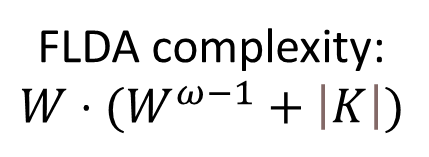 FLDA complexity:
W · (W^{ω−1} + |K|)